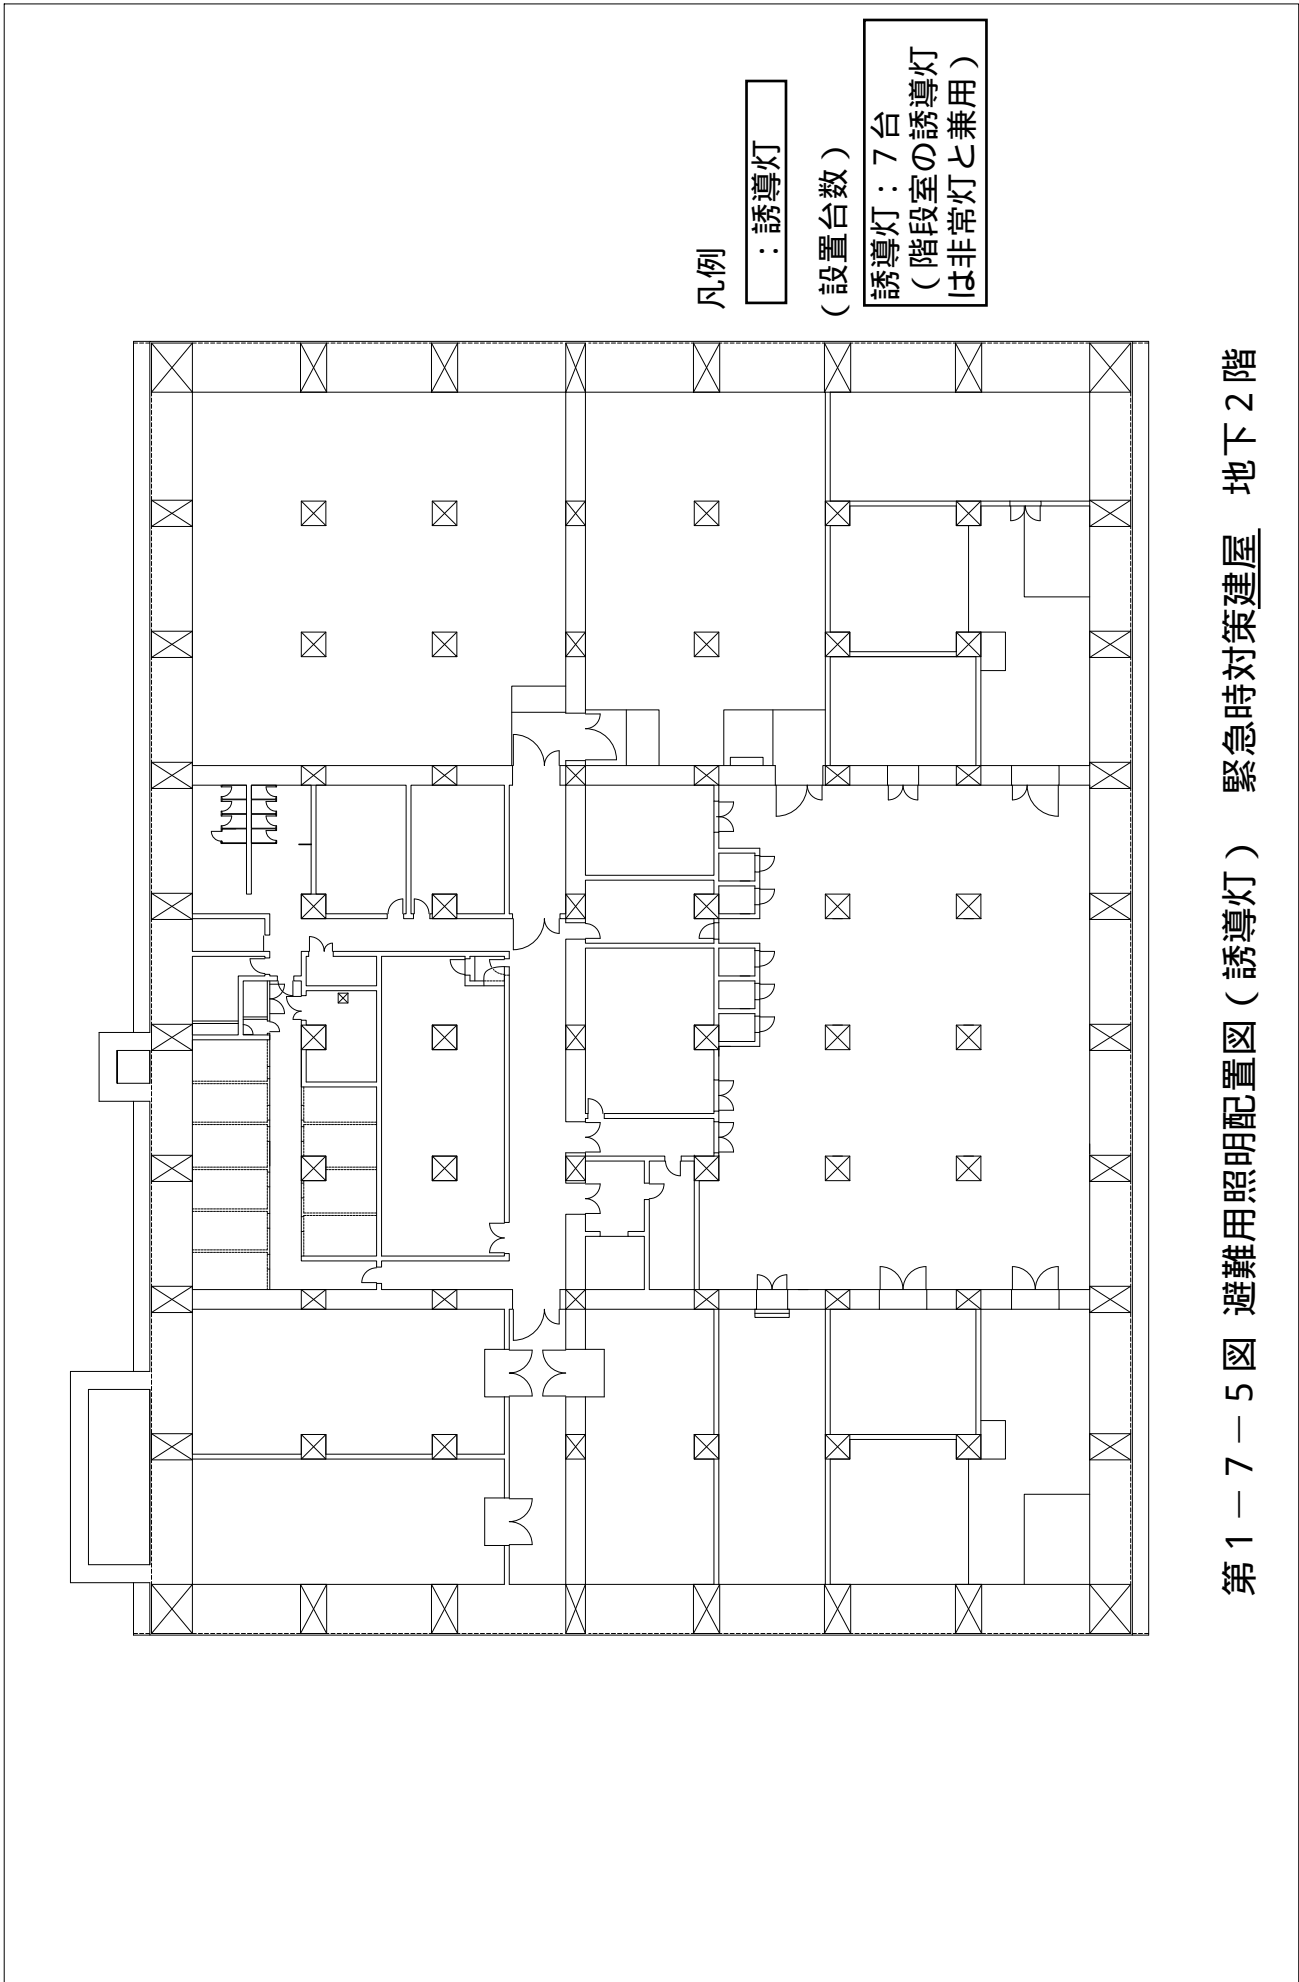 凡例
：誘導灯
（設置台数）
誘導灯：７台
（階段室の誘導灯
は非常灯と兼用）
第１－７－５図 避難用照明配置図（誘導灯） 緊急時対策建屋 地下２階